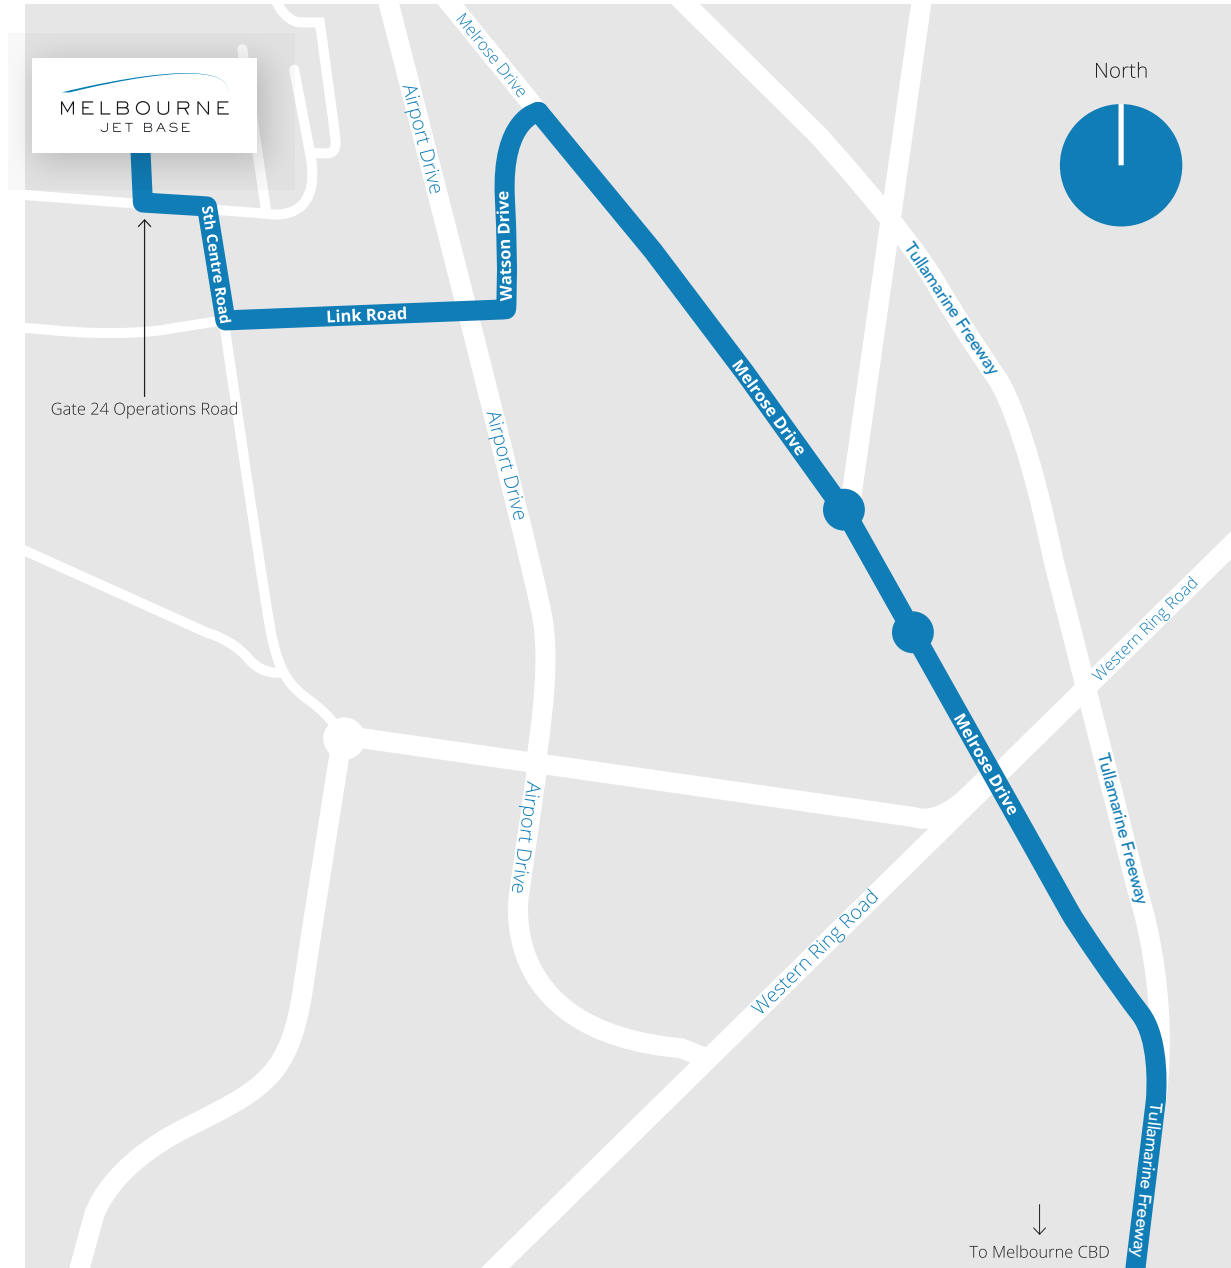 Melrose Drive
North
MELBOURNE
JET BASE
Airport Drive
Watson Drive
Sth Centre Road
Link Road
Tullamarine Freeway
Gate 24 Operations Road
Melrose Drive
Airport Drive
Western Ring Road
Melrose Drive
Tullamarine Freeway
Airport Drive
Western Ring Road
Tullamarine Freeway
To Melbourne CBD